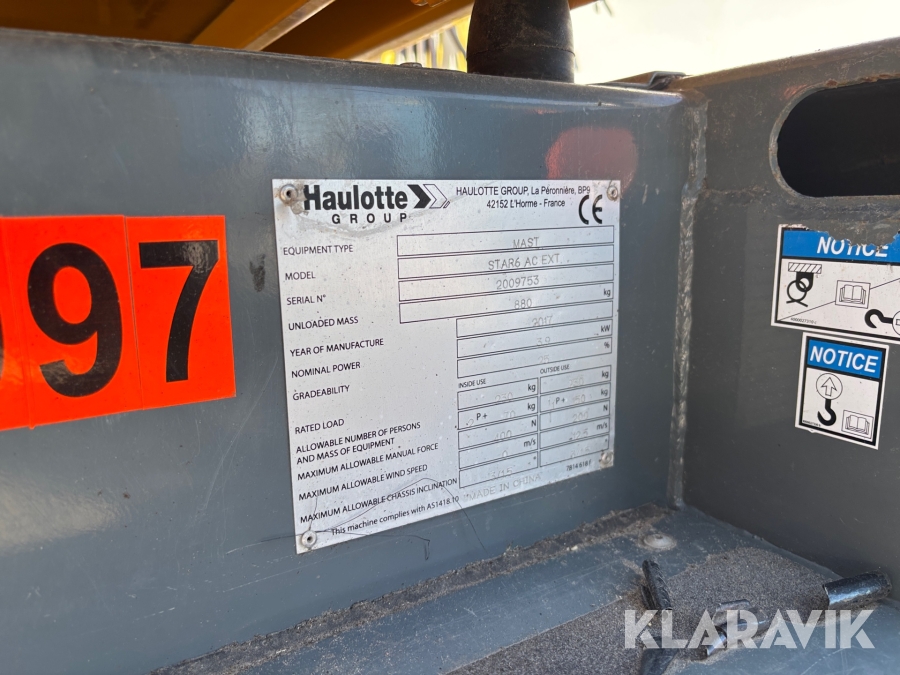 Haulotte
GROUP
HAULOTTE GROUP, La Péronnière, BP9
42152 L'Horme - France
CE
EQUIPMENT TYPE MAST
MODEL STAR6 AC EXT.
SERIAL N° 2009753
UNLOADED MASS 880 kg
YEAR OF MANUFACTURE 2017
NOMINAL POWER kW
GRADEABILITY 25 %
INSIDE USE OUTSIDE USE
RATED LOAD kg kg
ALLOWABLE NUMBER OF PERSONS
AND MASS OF EQUIPMENT 2 P + 70 kg P + kg
MAXIMUM ALLOWABLE MANUAL FORCE N N
MAXIMUM ALLOWABLE WIND SPEED m/s m/s
MAXIMUM ALLOWABLE CHASSIS INCLINATION ° °
This machine complies with AS1418.10 MADE IN CHINA
97
NOTICE
NOTICE
KLARAVIK